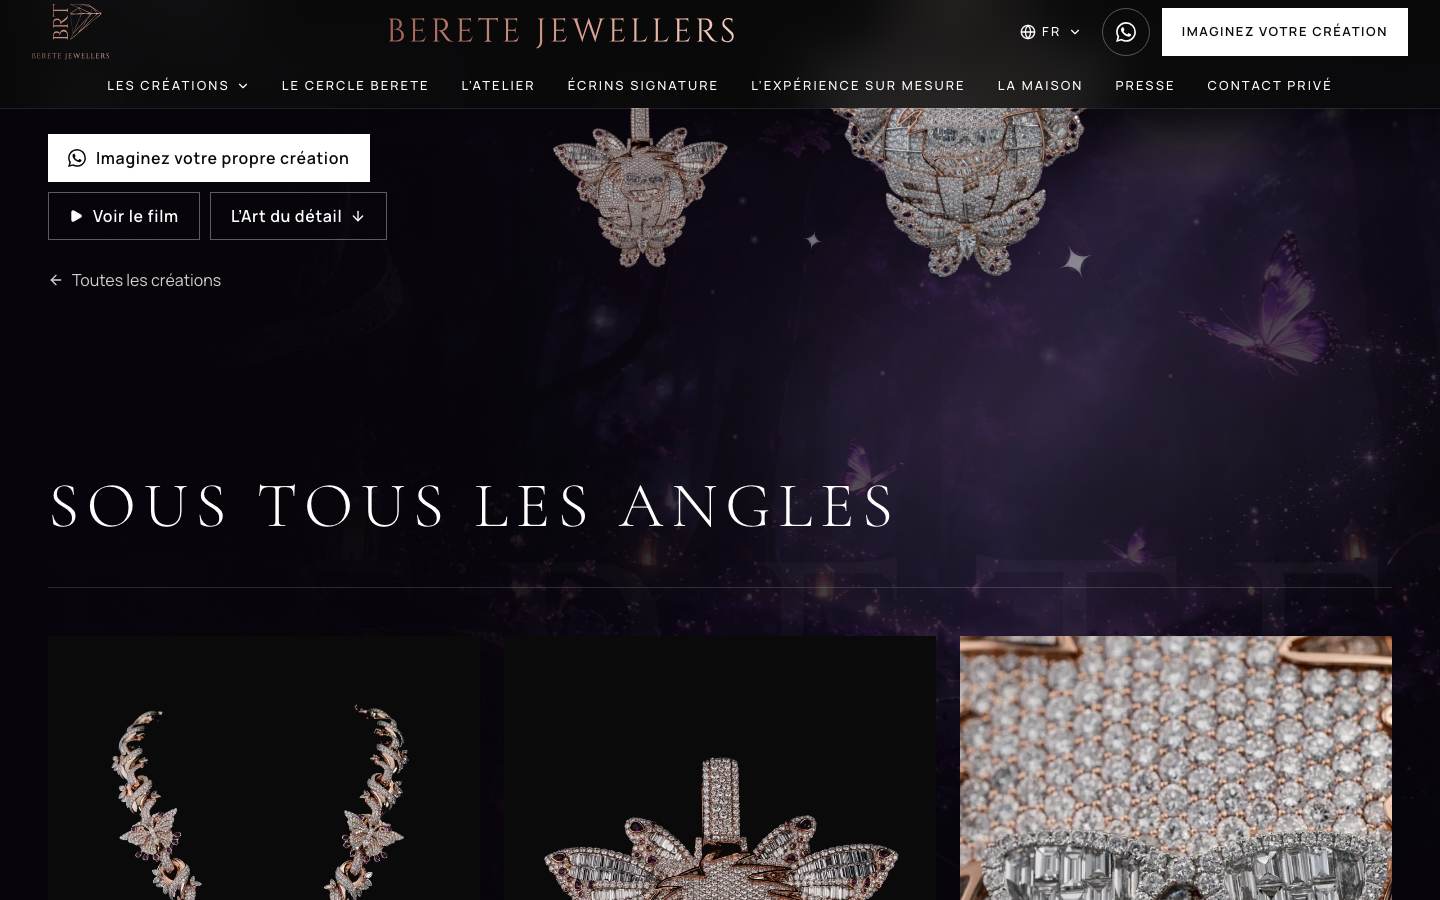 BRT
BERETE JEWELLERS
BERETE JEWELLERS
FR
IMAGINEZ VOTRE CRÉATION
LES CRÉATIONS
LE CERCLE BERETE
L'ATELIER
ÉCRINS SIGNATURE
L'EXPÉRIENCE SUR MESURE
LA MAISON
PRESSE
CONTACT PRIVÉ
Imaginez votre propre création
Voir le film
L'Art du détail ↓
← Toutes les créations
SOUS TOUS LES ANGLES